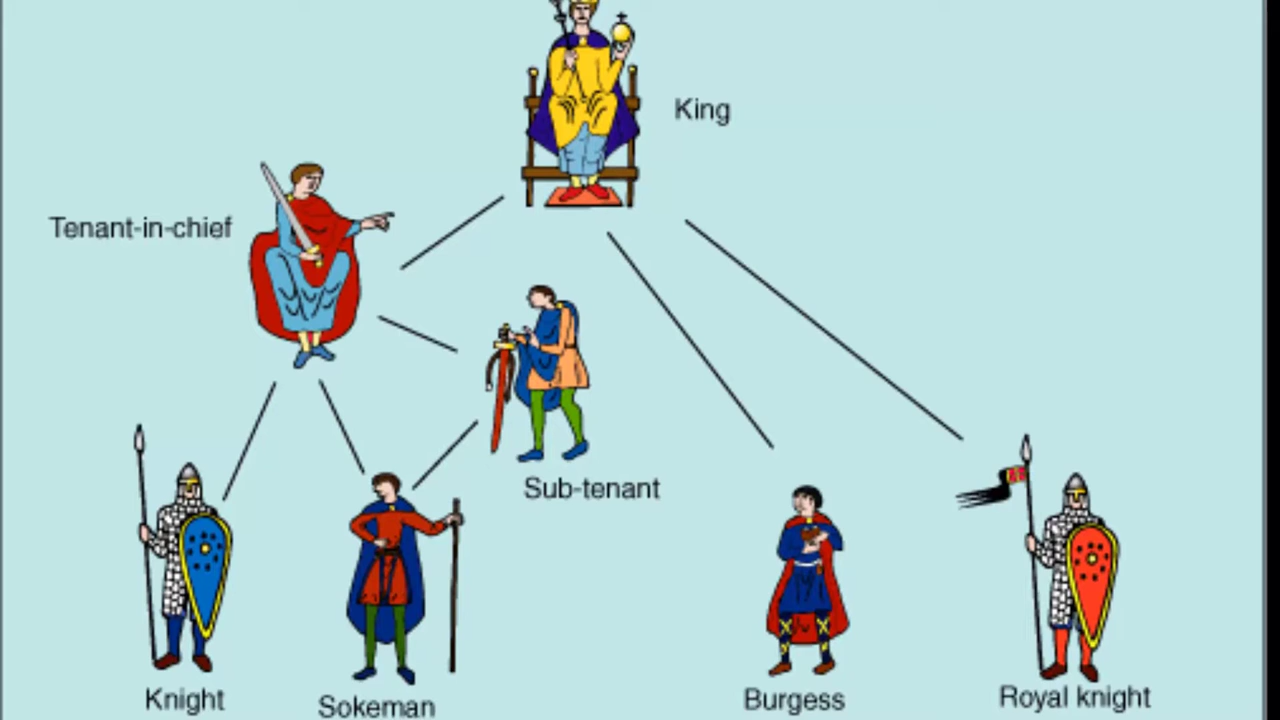 King
Tenant-in-chief
Sub-tenant
Knight
Sokeman
Burgess
Royal knight